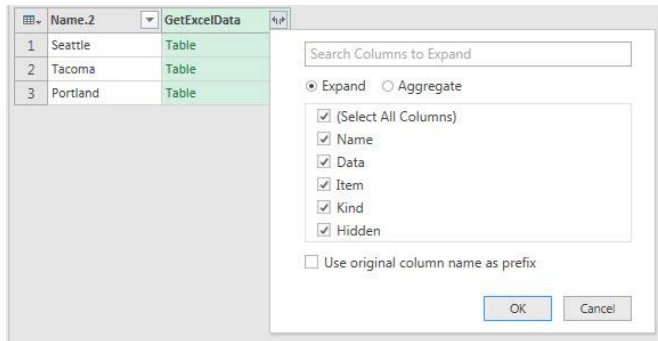 Name.2 GetExcelData
1 Seattle Table
2 Tacoma Table
3 Portland Table
Search Columns to Expand
Expand Aggregate
(Select All Columns)
Name
Data
Item
Kind
Hidden
Use original column name as prefix
OK Cancel